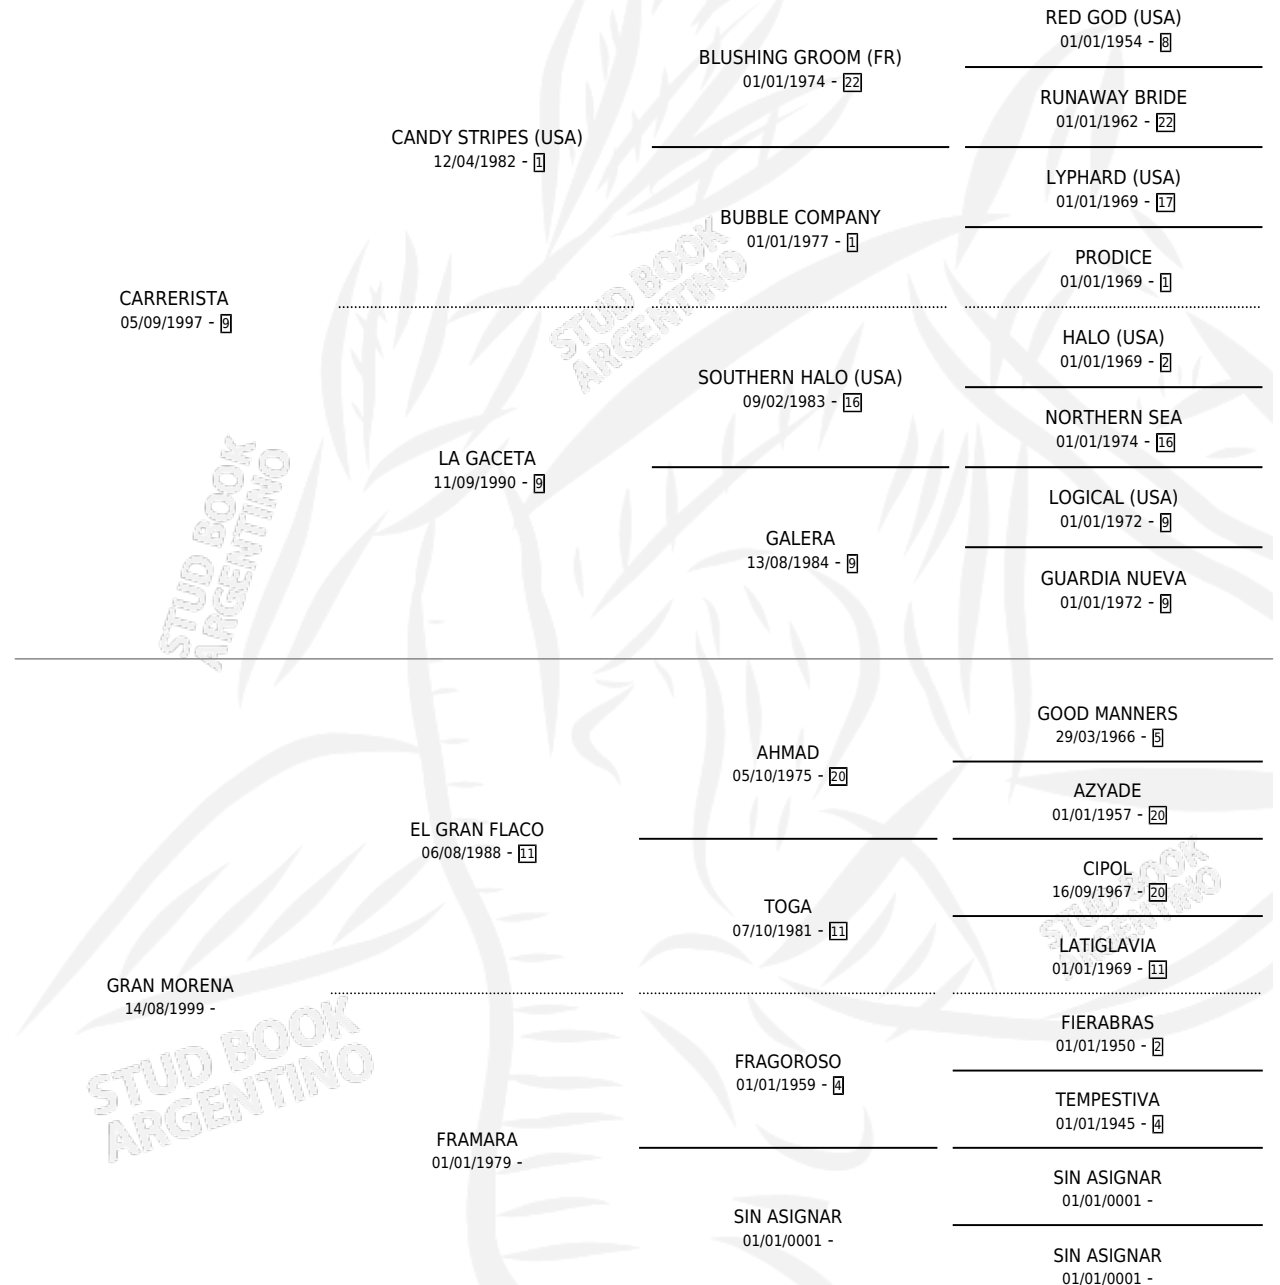 RED GOD (USA)
01/01/1954 - 8
BLUSHING GROOM (FR)
01/01/1974 - 22
RUNAWAY BRIDE
01/01/1962 - 22
CANDY STRIPES (USA)
12/04/1982 - 1
LYPHARD (USA)
01/01/1969 - 17
BUBBLE COMPANY
01/01/1977 - 1
PRODICE
01/01/1969 - 1
CARRERISTA
05/09/1997 - 9
HALO (USA)
01/01/1969 - 2
SOUTHERN HALO (USA)
09/02/1983 - 16
NORTHERN SEA
01/01/1974 - 16
LA GACETA
11/09/1990 - 9
LOGICAL (USA)
01/01/1972 - 9
GALERA
13/08/1984 - 9
GUARDIA NUEVA
01/01/1972 - 9
GOOD MANNERS
29/03/1966 - 5
AHMAD
05/10/1975 - 20
AZYADE
01/01/1957 - 20
EL GRAN FLACO
06/08/1988 - 11
CIPOL
16/09/1967 - 20
TOGA
07/10/1981 - 11
LATIGLAVIA
01/01/1969 - 11
GRAN MORENA
14/08/1999 -
FIERABRAS
01/01/1950 - 2
FRAGOROSO
01/01/1959 - 4
TEMPESTIVA
01/01/1945 - 4
FRAMARA
01/01/1979 -
SIN ASIGNAR
01/01/0001 -
SIN ASIGNAR
01/01/0001 -
SIN ASIGNAR
01/01/0001 -
STUD BOOK
ARGENTINO
STUD BOOK
ARGENTINO
STUD BOOK
ARGENTINO
STUD BOOK
ARGENTINO